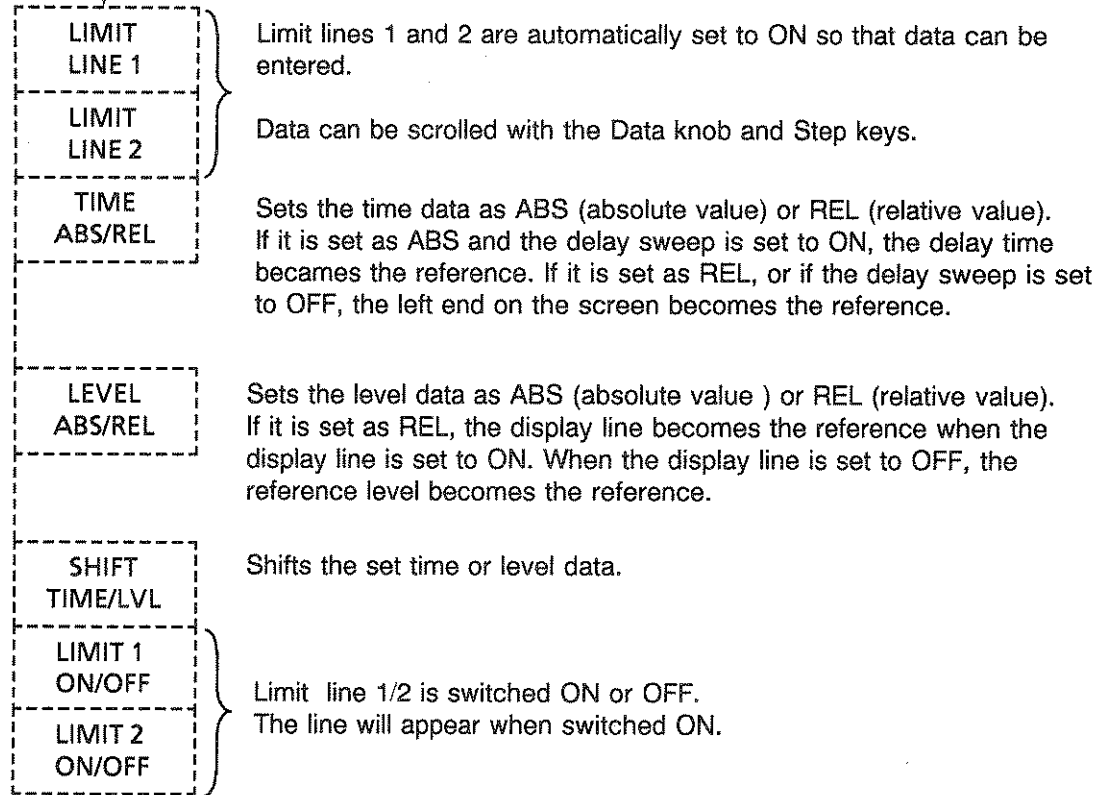 LIMIT
LINE 1
Limit lines 1 and 2 are automatically set to ON so that data can be
entered.
LIMIT
LINE 2
Data can be scrolled with the Data knob and Step keys.
TIME
ABS/REL
Sets the time data as ABS (absolute value) or REL (relative value).
If it is set as ABS and the delay sweep is set to ON, the delay time
becames the reference. If it is set as REL, or if the delay sweep is set
to OFF, the left end on the screen becomes the reference.
LEVEL
ABS/REL
Sets the level data as ABS (absolute value ) or REL (relative value).
If it is set as REL, the display line becomes the reference when the
display line is set to ON. When the display line is set to OFF, the
reference level becomes the reference.
SHIFT
TIME/LVL
Shifts the set time or level data.
LIMIT 1
ON/OFF
LIMIT 2
ON/OFF
Limit line 1/2 is switched ON or OFF.
The line will appear when switched ON.